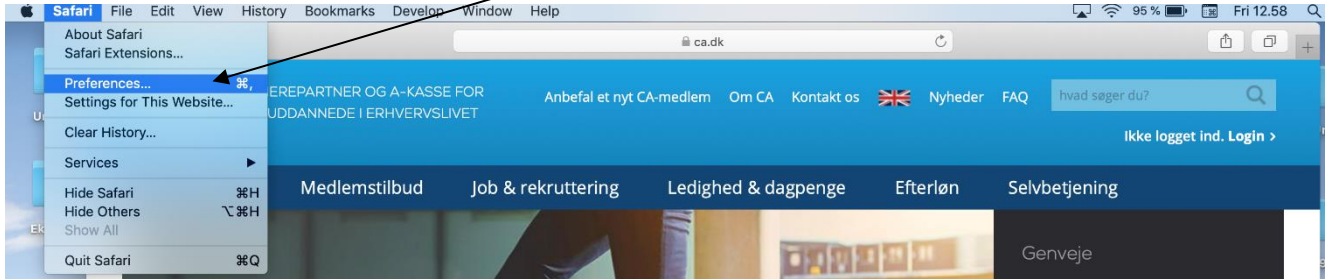 Safari File Edit View History Bookmarks Develop Window Help 95 % Fri 12.58
About Safari
Safari Extensions...
Preferences... ⌘,
Settings for This Website...
Clear History...
Services
Hide Safari ⌘H
Hide Others ⌥⌘H
Show All
Quit Safari ⌘Q
ca.dk
EREPARTNER OG A-KASSE FOR
UDDANNEDE I ERHVERVSLIVET
Anbefal et nyt CA-medlem Om CA Kontakt os Nyheder FAQ hvad søger du?
Ikke logget ind. Login >
Medlemstilbud Job & rekruttering Ledighed & dagpenge Efterløn Selvbetjening
Genveje